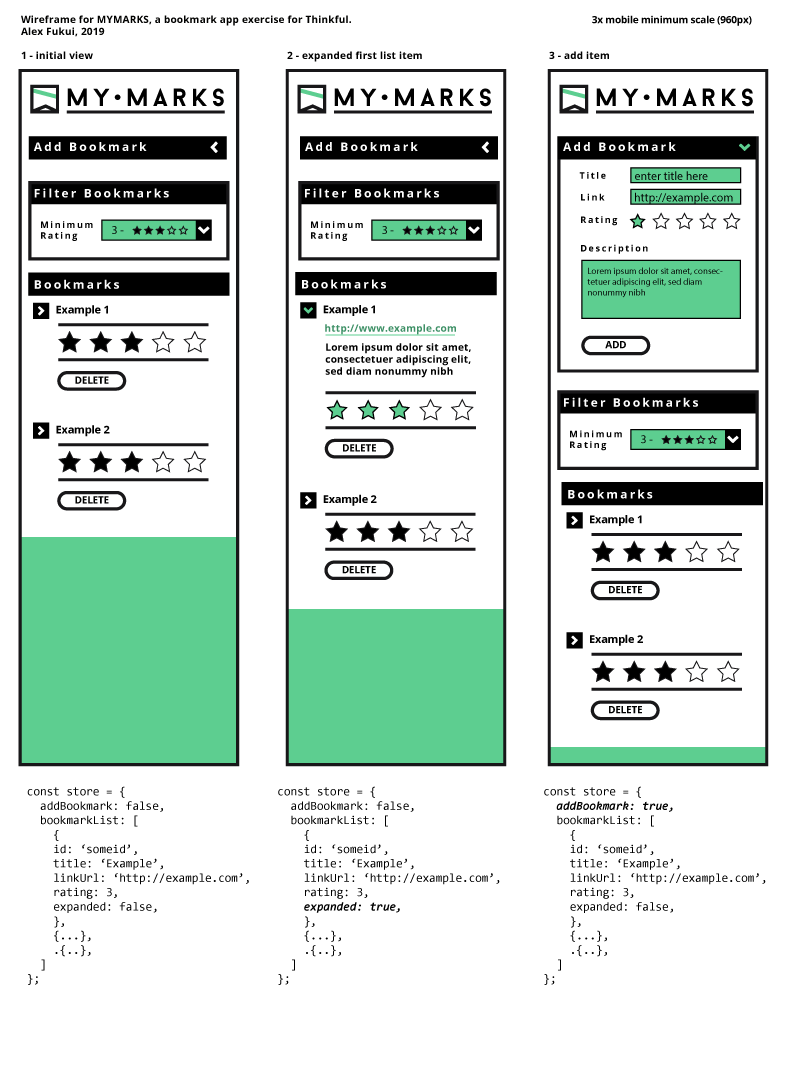 Wireframe for MYMARKS, a bookmark app exercise for Thinkful.
Alex Fukui, 2019
3x mobile minimum scale (960px)
1 - initial view
MY•MARKS
Add Bookmark
Filter Bookmarks
Minimum
Rating
3 -
Bookmarks
Example 1
DELETE
Example 2
DELETE
const store = {
addBookmark: false,
bookmarkList: [
{
id: ‘someid’,
title: ‘Example’,
linkUrl: ‘http://example.com’,
rating: 3,
expanded: false,
},
{...},
.{..},
]
};
2 - expanded first list item
MY•MARKS
Add Bookmark
Filter Bookmarks
Minimum
Rating
3 -
Bookmarks
Example 1
http://www.example.com
Lorem ipsum dolor sit amet,
consectetuer adipiscing elit,
sed diam nonummy nibh
DELETE
Example 2
DELETE
const store = {
addBookmark: false,
bookmarkList: [
{
id: ‘someid’,
title: ‘Example’,
linkUrl: ‘http://example.com’,
rating: 3,
expanded: true,
},
{...},
.{..},
]
};
3 - add item
MY•MARKS
Add Bookmark
Title
enter title here
Link
http://example.com
Rating
Description
Lorem ipsum dolor sit amet, consec-
tetuer adipiscing elit, sed diam
nonummy nibh
ADD
Filter Bookmarks
Minimum
Rating
3 -
Bookmarks
Example 1
DELETE
Example 2
DELETE
const store = {
addBookmark: true,
bookmarkList: [
{
id: ‘someid’,
title: ‘Example’,
linkUrl: ‘http://example.com’,
rating: 3,
expanded: false,
},
{...},
.{..},
]
};